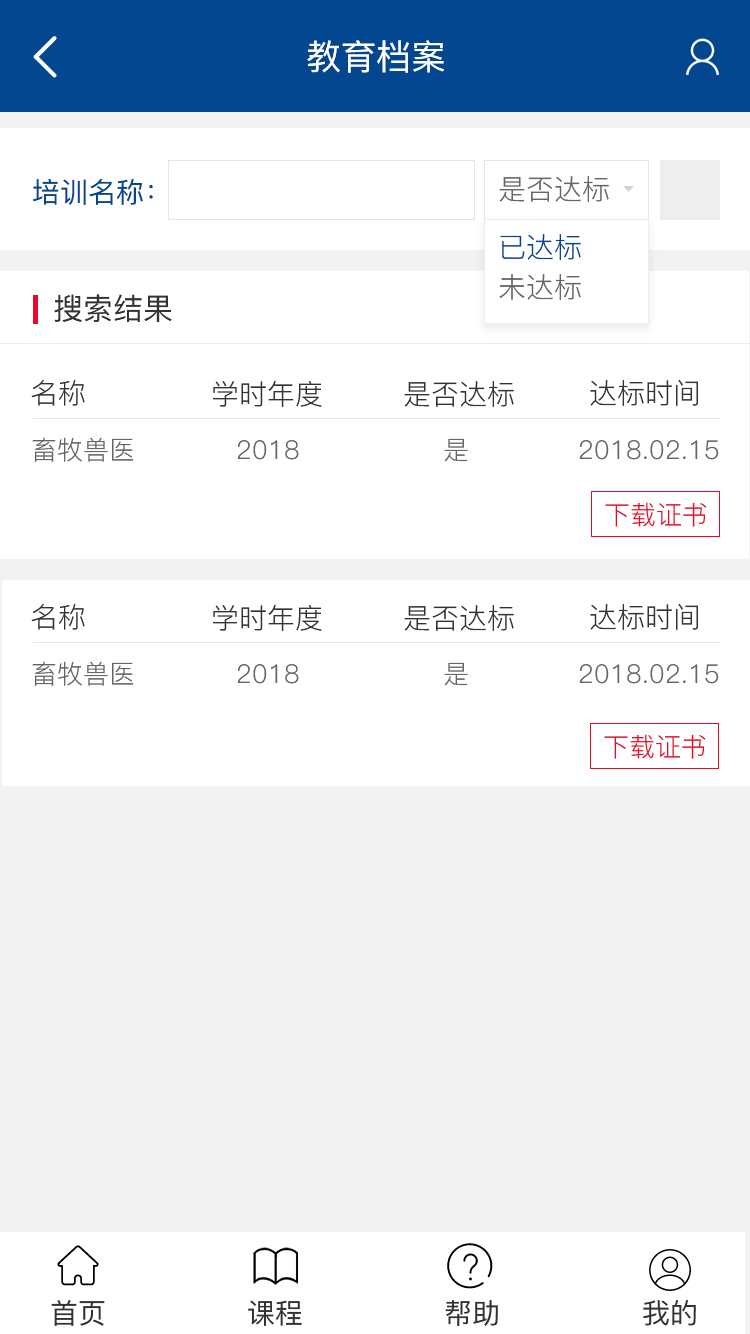 教育档案
培训名称： 是否达标
已达标
未达标
搜索结果
名称 学时年度 是否达标 达标时间
畜牧兽医 2018 是 2018.02.15
下载证书
名称 学时年度 是否达标 达标时间
畜牧兽医 2018 是 2018.02.15
下载证书
首页 课程 帮助 我的